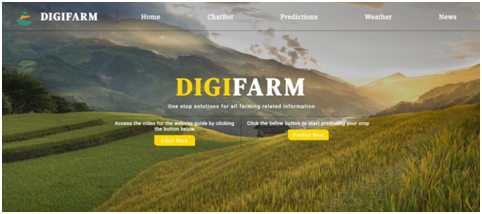 DIGIFARM Home ChatBot Predictions Weather News
DIGIFARM
One stop solutions for all farming related information
Access the video for the website guide by clicking
the button below
Click Here
Click the below button to start predicting your crop
Predict Now